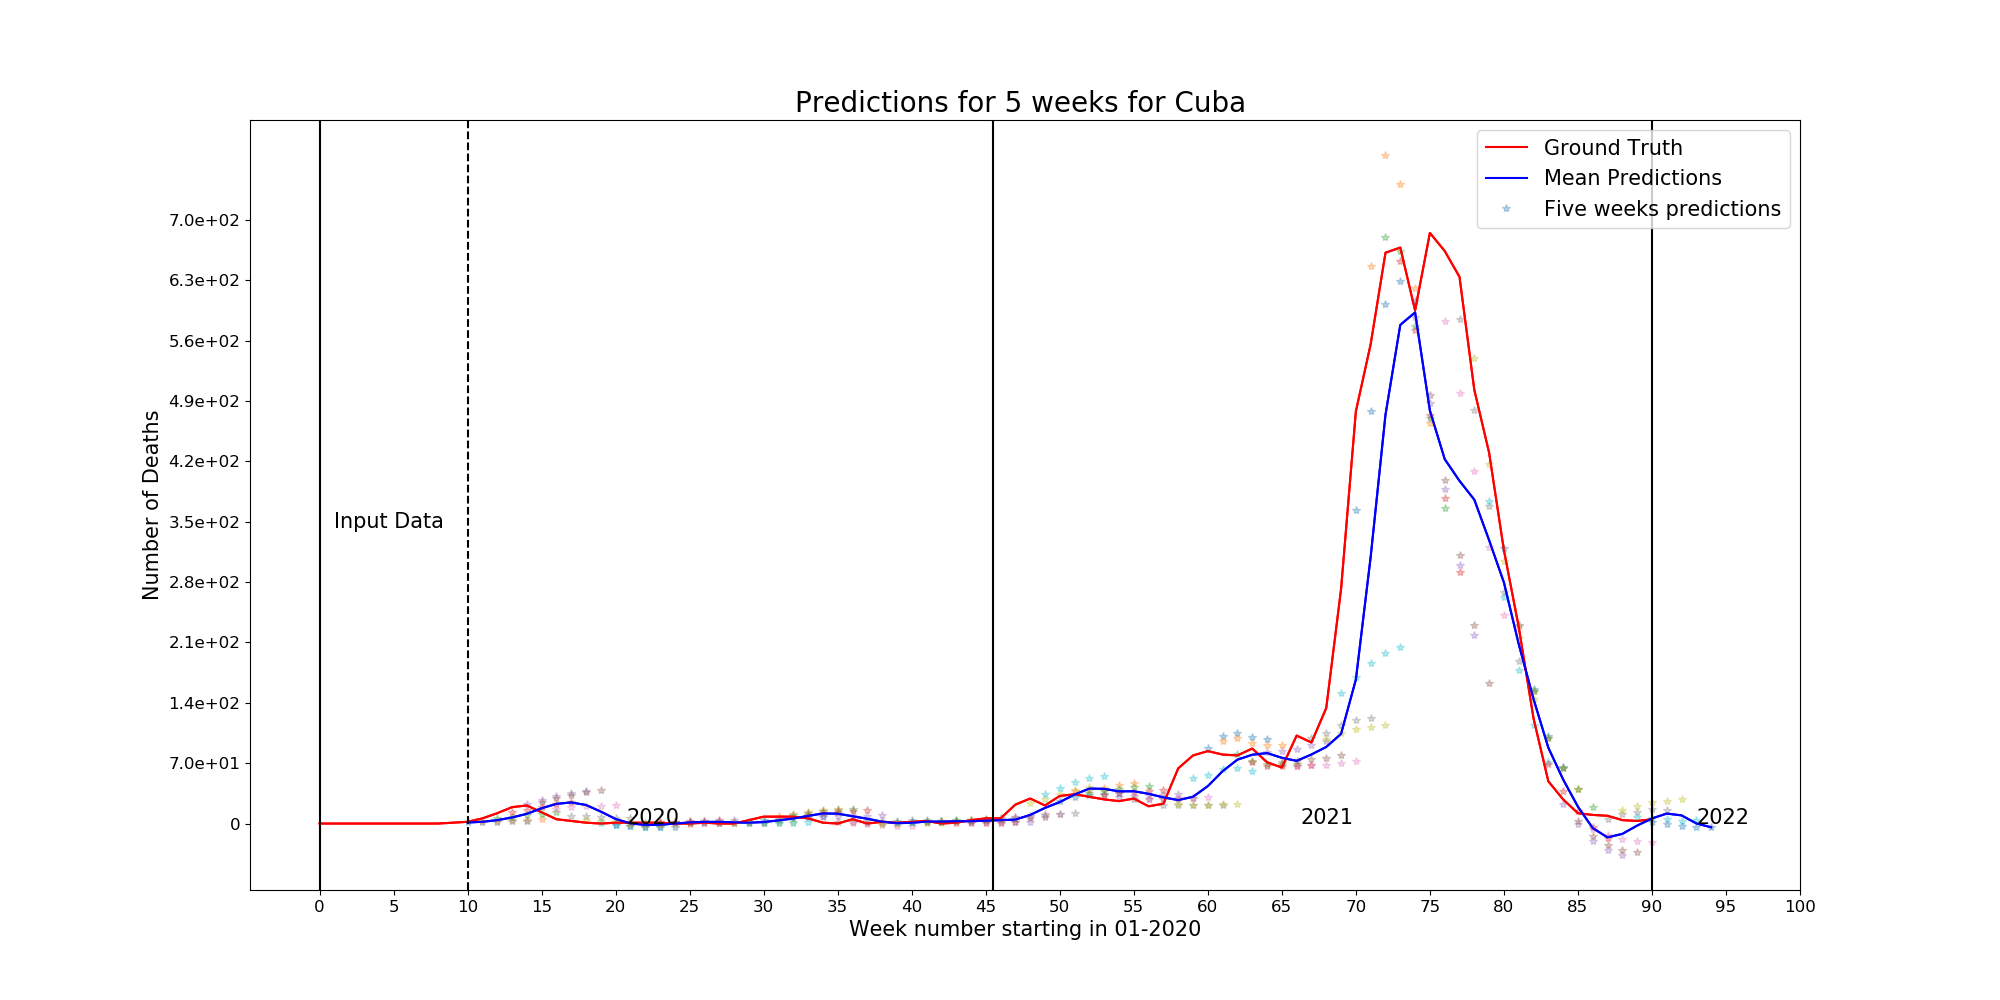 Predictions for 5 weeks for Cuba
Ground Truth
Mean Predictions
Five weeks predictions
7.0e+02
6.3e+02
5.6e+02
4.9e+02
4.2e+02
3.5e+02
2.8e+02
2.1e+02
1.4e+02
7.0e+01
0
Number of Deaths
Input Data
2020
2021
2022
0 5 10 15 20 25 30 35 40 45 50 55 60 65 70 75 80 85 90 95 100
Week number starting in 01-2020